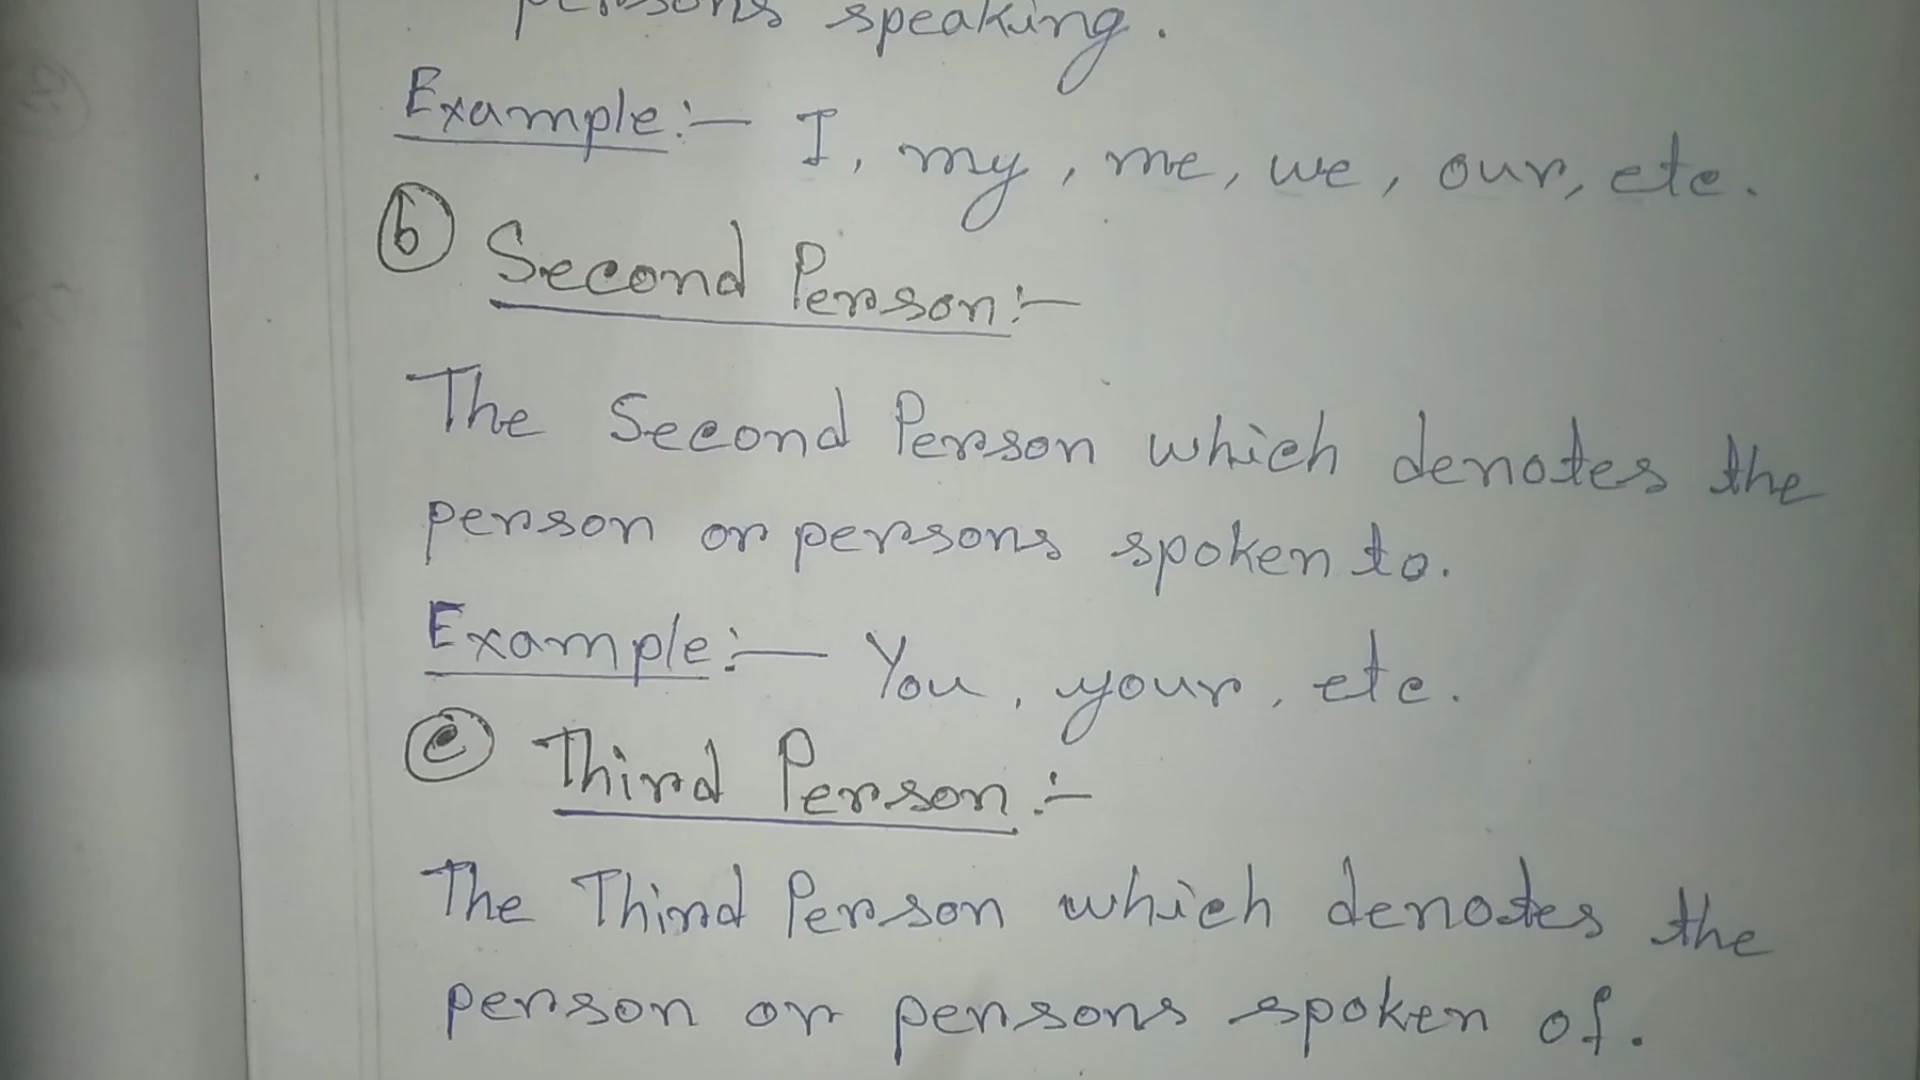 persons speaking.
Example:- I, my, me, we, our, etc.
(b) Second Person:-
The Second Person which denotes the
person or persons spoken to.
Example:- You, your, etc.
(c) Third Person:-
The Third Person which denotes the
person or persons spoken of.